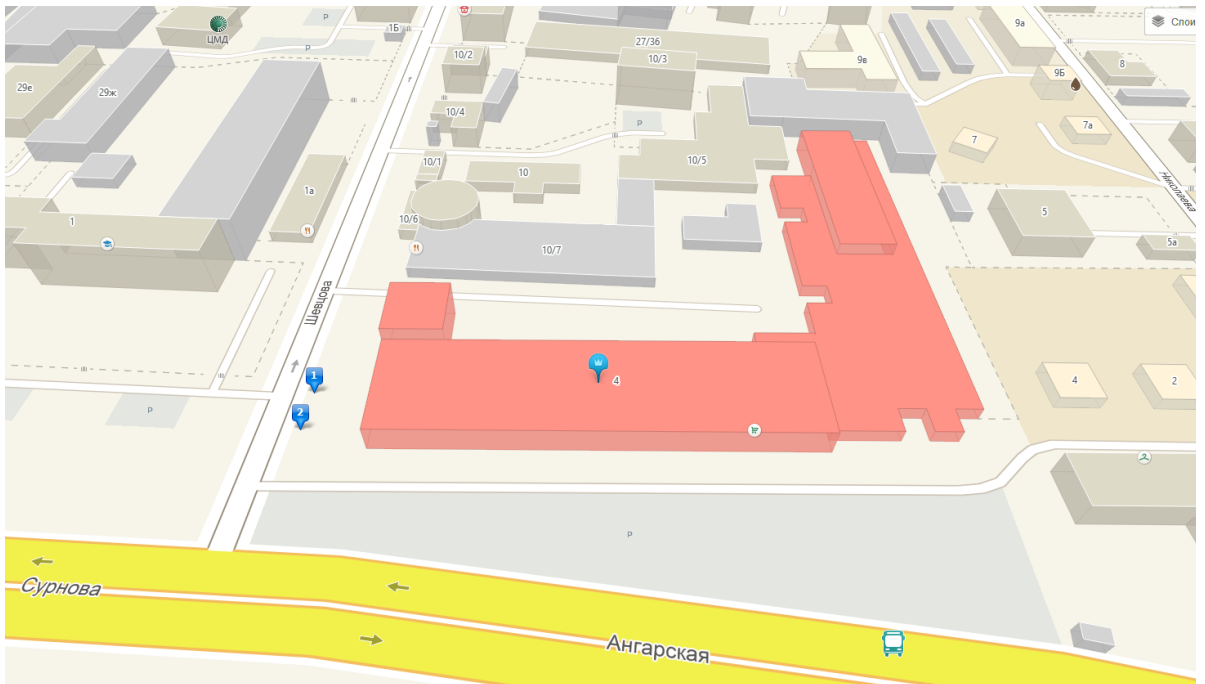 Слои
ЦМД
P
1Б
27/36
9а
10/2
10/3
9в
8
29е
29ж
9Б
10/4
P
7а
7
10/1
10/5
10
1а
Николаева
10/6
5
1
5а
10/7
Шевцова
4
4
2
1
P
2
P
Сурнова
Ангарская